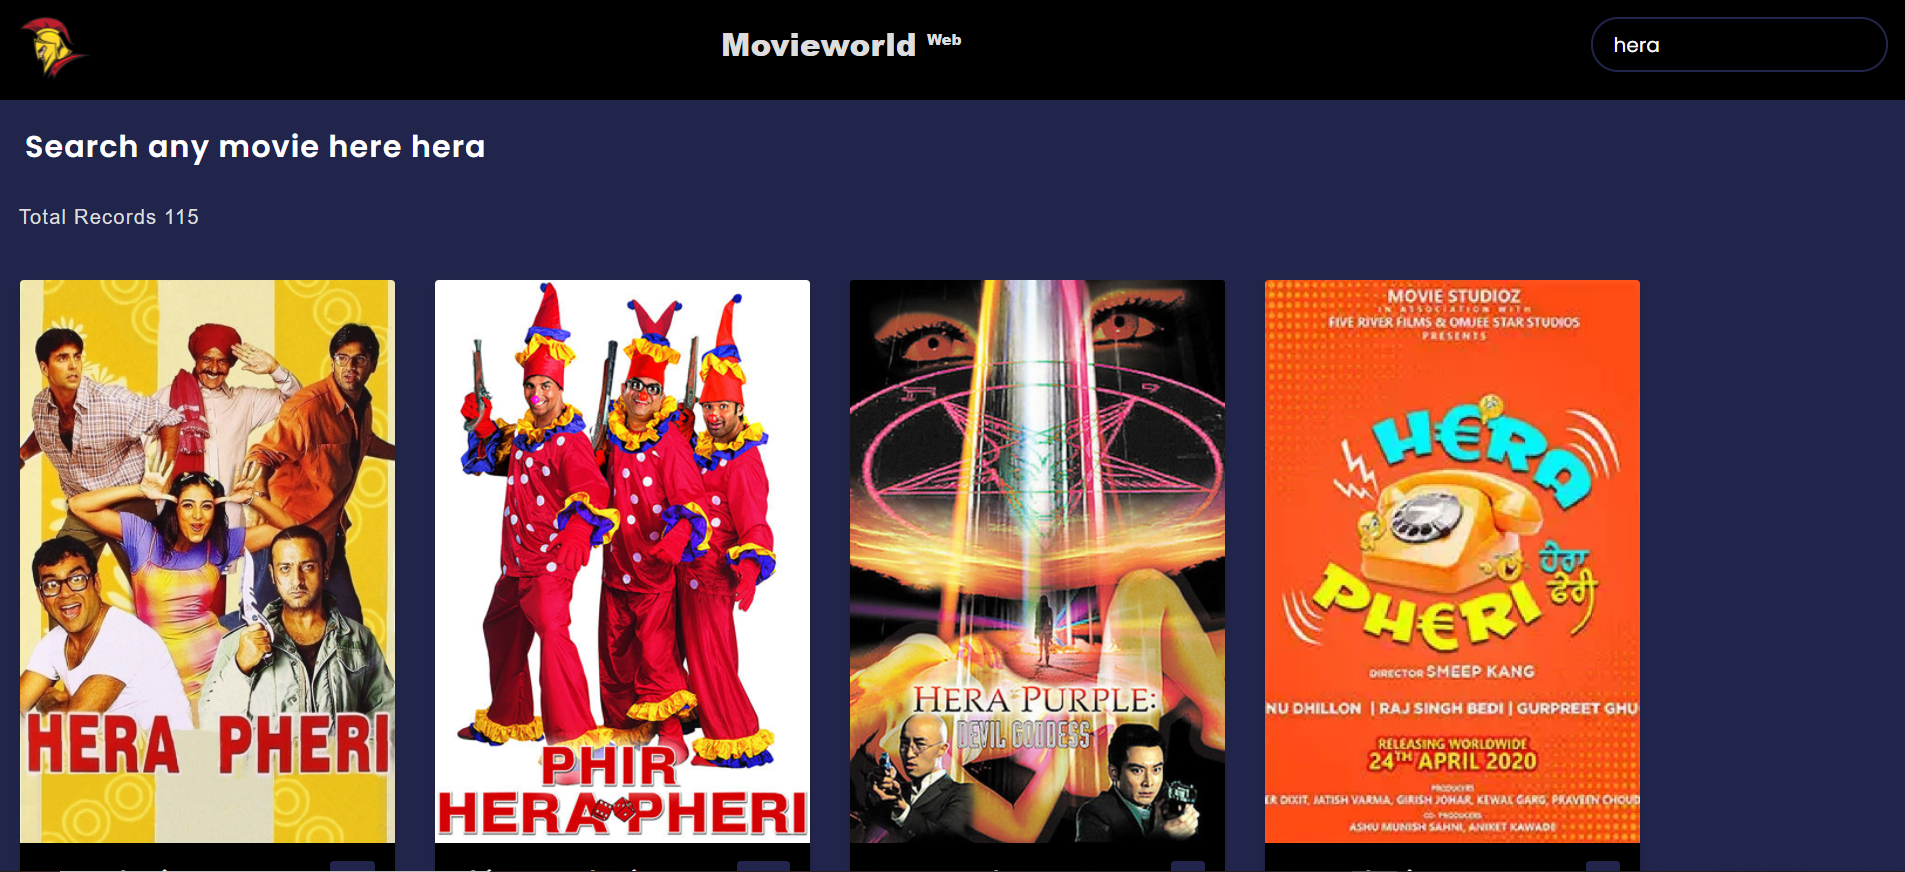 Movieworld Web
hera
Search any movie here hera
Total Records 115
HERA PHERI
PHIR
HERA PHERI
HERA PURPLE:
DEVIL GODDESS
MOVIE STUDIOZ
IN ASSOCIATION WITH
FIVE RIVER FILMS & OMJEE STAR STUDIOS
PRESENTS
H€RA
PH€RI
ਹੇਰਾ
ਫੇਰੀ
DIRECTOR SMEEP KANG
NU DHILLON | RAJ SINGH BEDI | GURPREET GHU
RELEASING WORLDWIDE
24TH APRIL 2020
PRODUCERS
ER DIXIT, JATISH VARMA, GIRISH JOHAR, KEWAL GARG, PRAVEEN CHOUD
CO- PRODUCERS
ASHU MUNISH SAHNI, ANIKET KAWADE